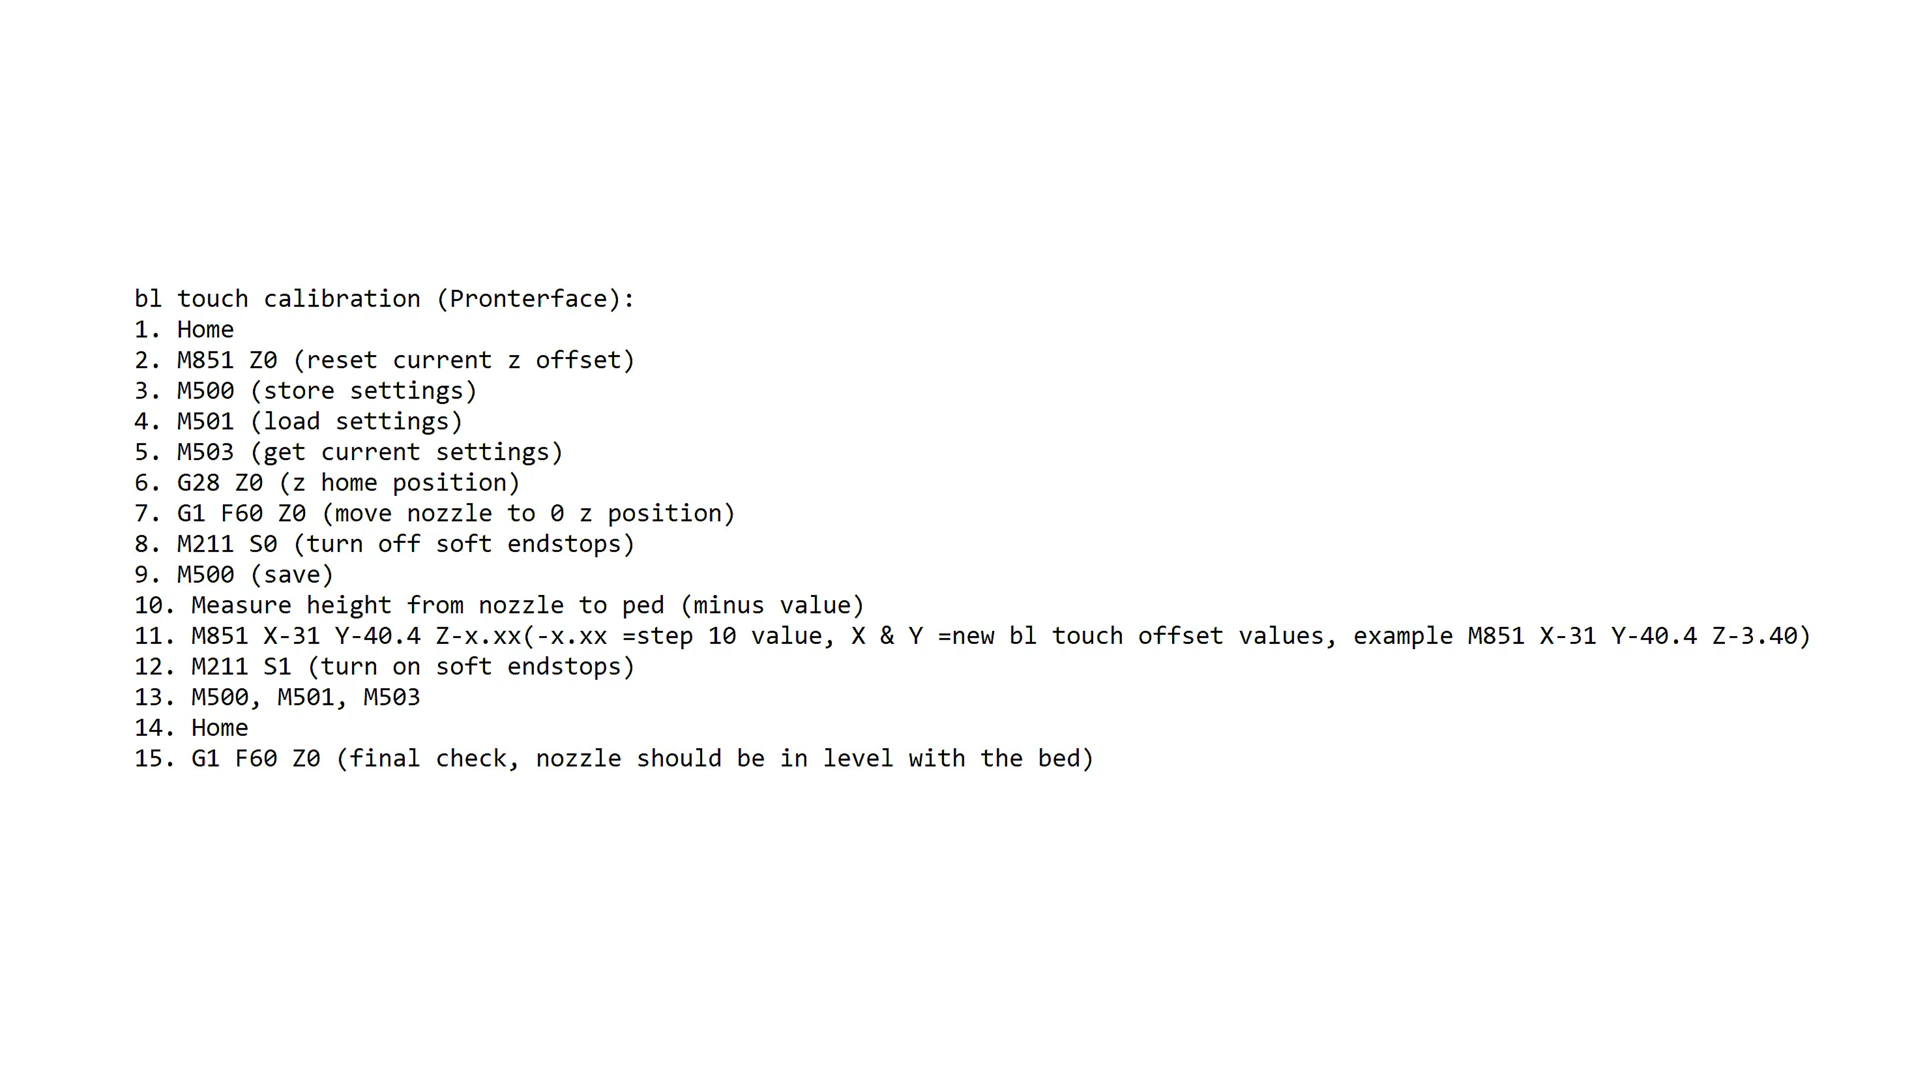 bl touch calibration (Pronterface):
1. Home
2. M851 Z0 (reset current z offset)
3. M500 (store settings)
4. M501 (load settings)
5. M503 (get current settings)
6. G28 Z0 (z home position)
7. G1 F60 Z0 (move nozzle to 0 z position)
8. M211 S0 (turn off soft endstops)
9. M500 (save)
10. Measure height from nozzle to ped (minus value)
11. M851 X-31 Y-40.4 Z-x.xx(-x.xx =step 10 value, X & Y =new bl touch offset values, example M851 X-31 Y-40.4 Z-3.40)
12. M211 S1 (turn on soft endstops)
13. M500, M501, M503
14. Home
15. G1 F60 Z0 (final check, nozzle should be in level with the bed)